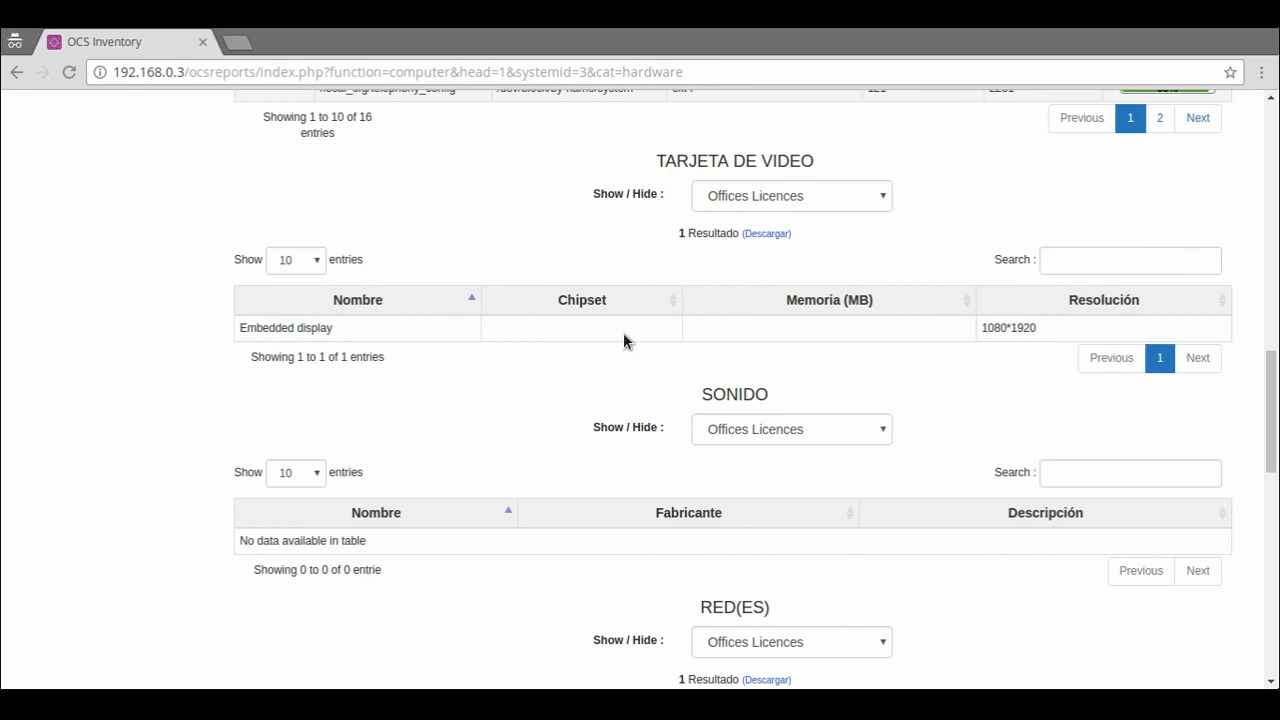 OCS Inventory
192.168.0.3/ocsreports/index.php?function=computer&head=1&systemid=3&cat=hardware
Showing 1 to 10 of 16
entries
Previous 1 2 Next
TARJETA DE VIDEO
Show / Hide : Offices Licences
1 Resultado (Descargar)
Show 10 entries Search :
Nombre Chipset Memoria (MB) Resolución
Embedded display 1080*1920
Showing 1 to 1 of 1 entries Previous 1 Next
SONIDO
Show / Hide : Offices Licences
Show 10 entries Search :
Nombre Fabricante Descripción
No data available in table
Showing 0 to 0 of 0 entrie Previous Next
RED(ES)
Show / Hide : Offices Licences
1 Resultado (Descargar)